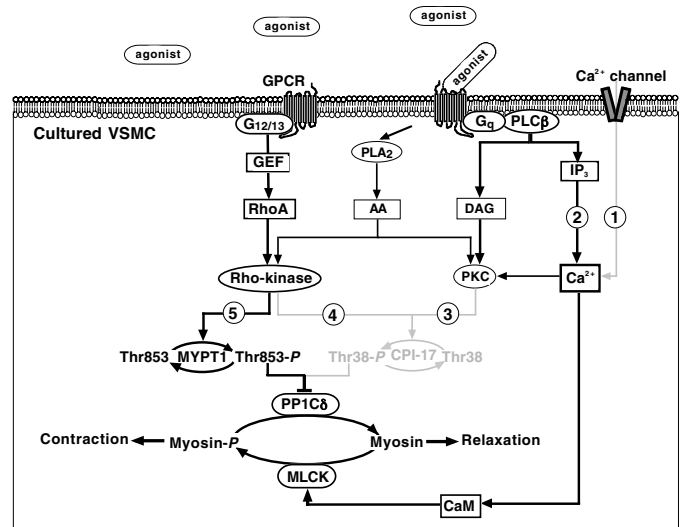 agonist
agonist
agonist
agonist
GPCR
Ca²⁺ channel
Cultured VSMC
G12/13
Gq
PLCβ
GEF
PLA2
IP3
RhoA
AA
DAG
2
1
Rho-kinase
PKC
Ca²⁺
5
4
3
Thr853
MYPT1
Thr853-P
Thr38-P
CPI-17
Thr38
PP1Cδ
Contraction
Myosin-P
Myosin
Relaxation
MLCK
CaM